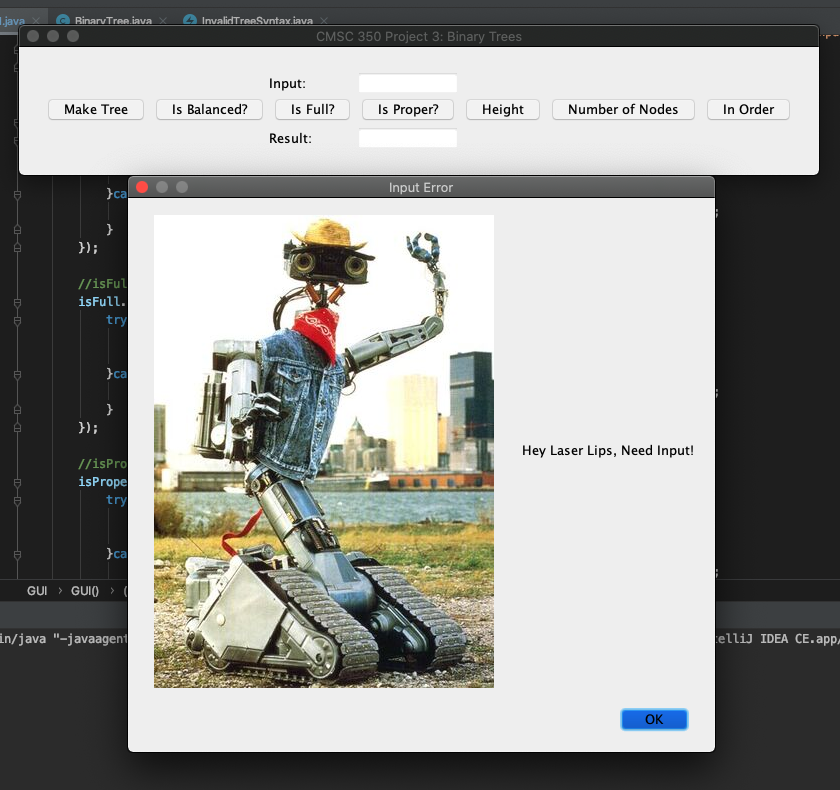 .java
BinaryTree.java
InvalidTreeSyntax.java
CMSC 350 Project 3: Binary Trees
Input:
Make Tree Is Balanced? Is Full? Is Proper? Height Number of Nodes In Order
Result:
Input Error
}ca
}
});
//isFul
isFull.
try
}ca
}
});
//isPro
isPrope
try
}ca
Hey Laser Lips, Need Input!
OK
GUI › GUI() ›
in/java "-javaagent
telliJ IDEA CE.app/